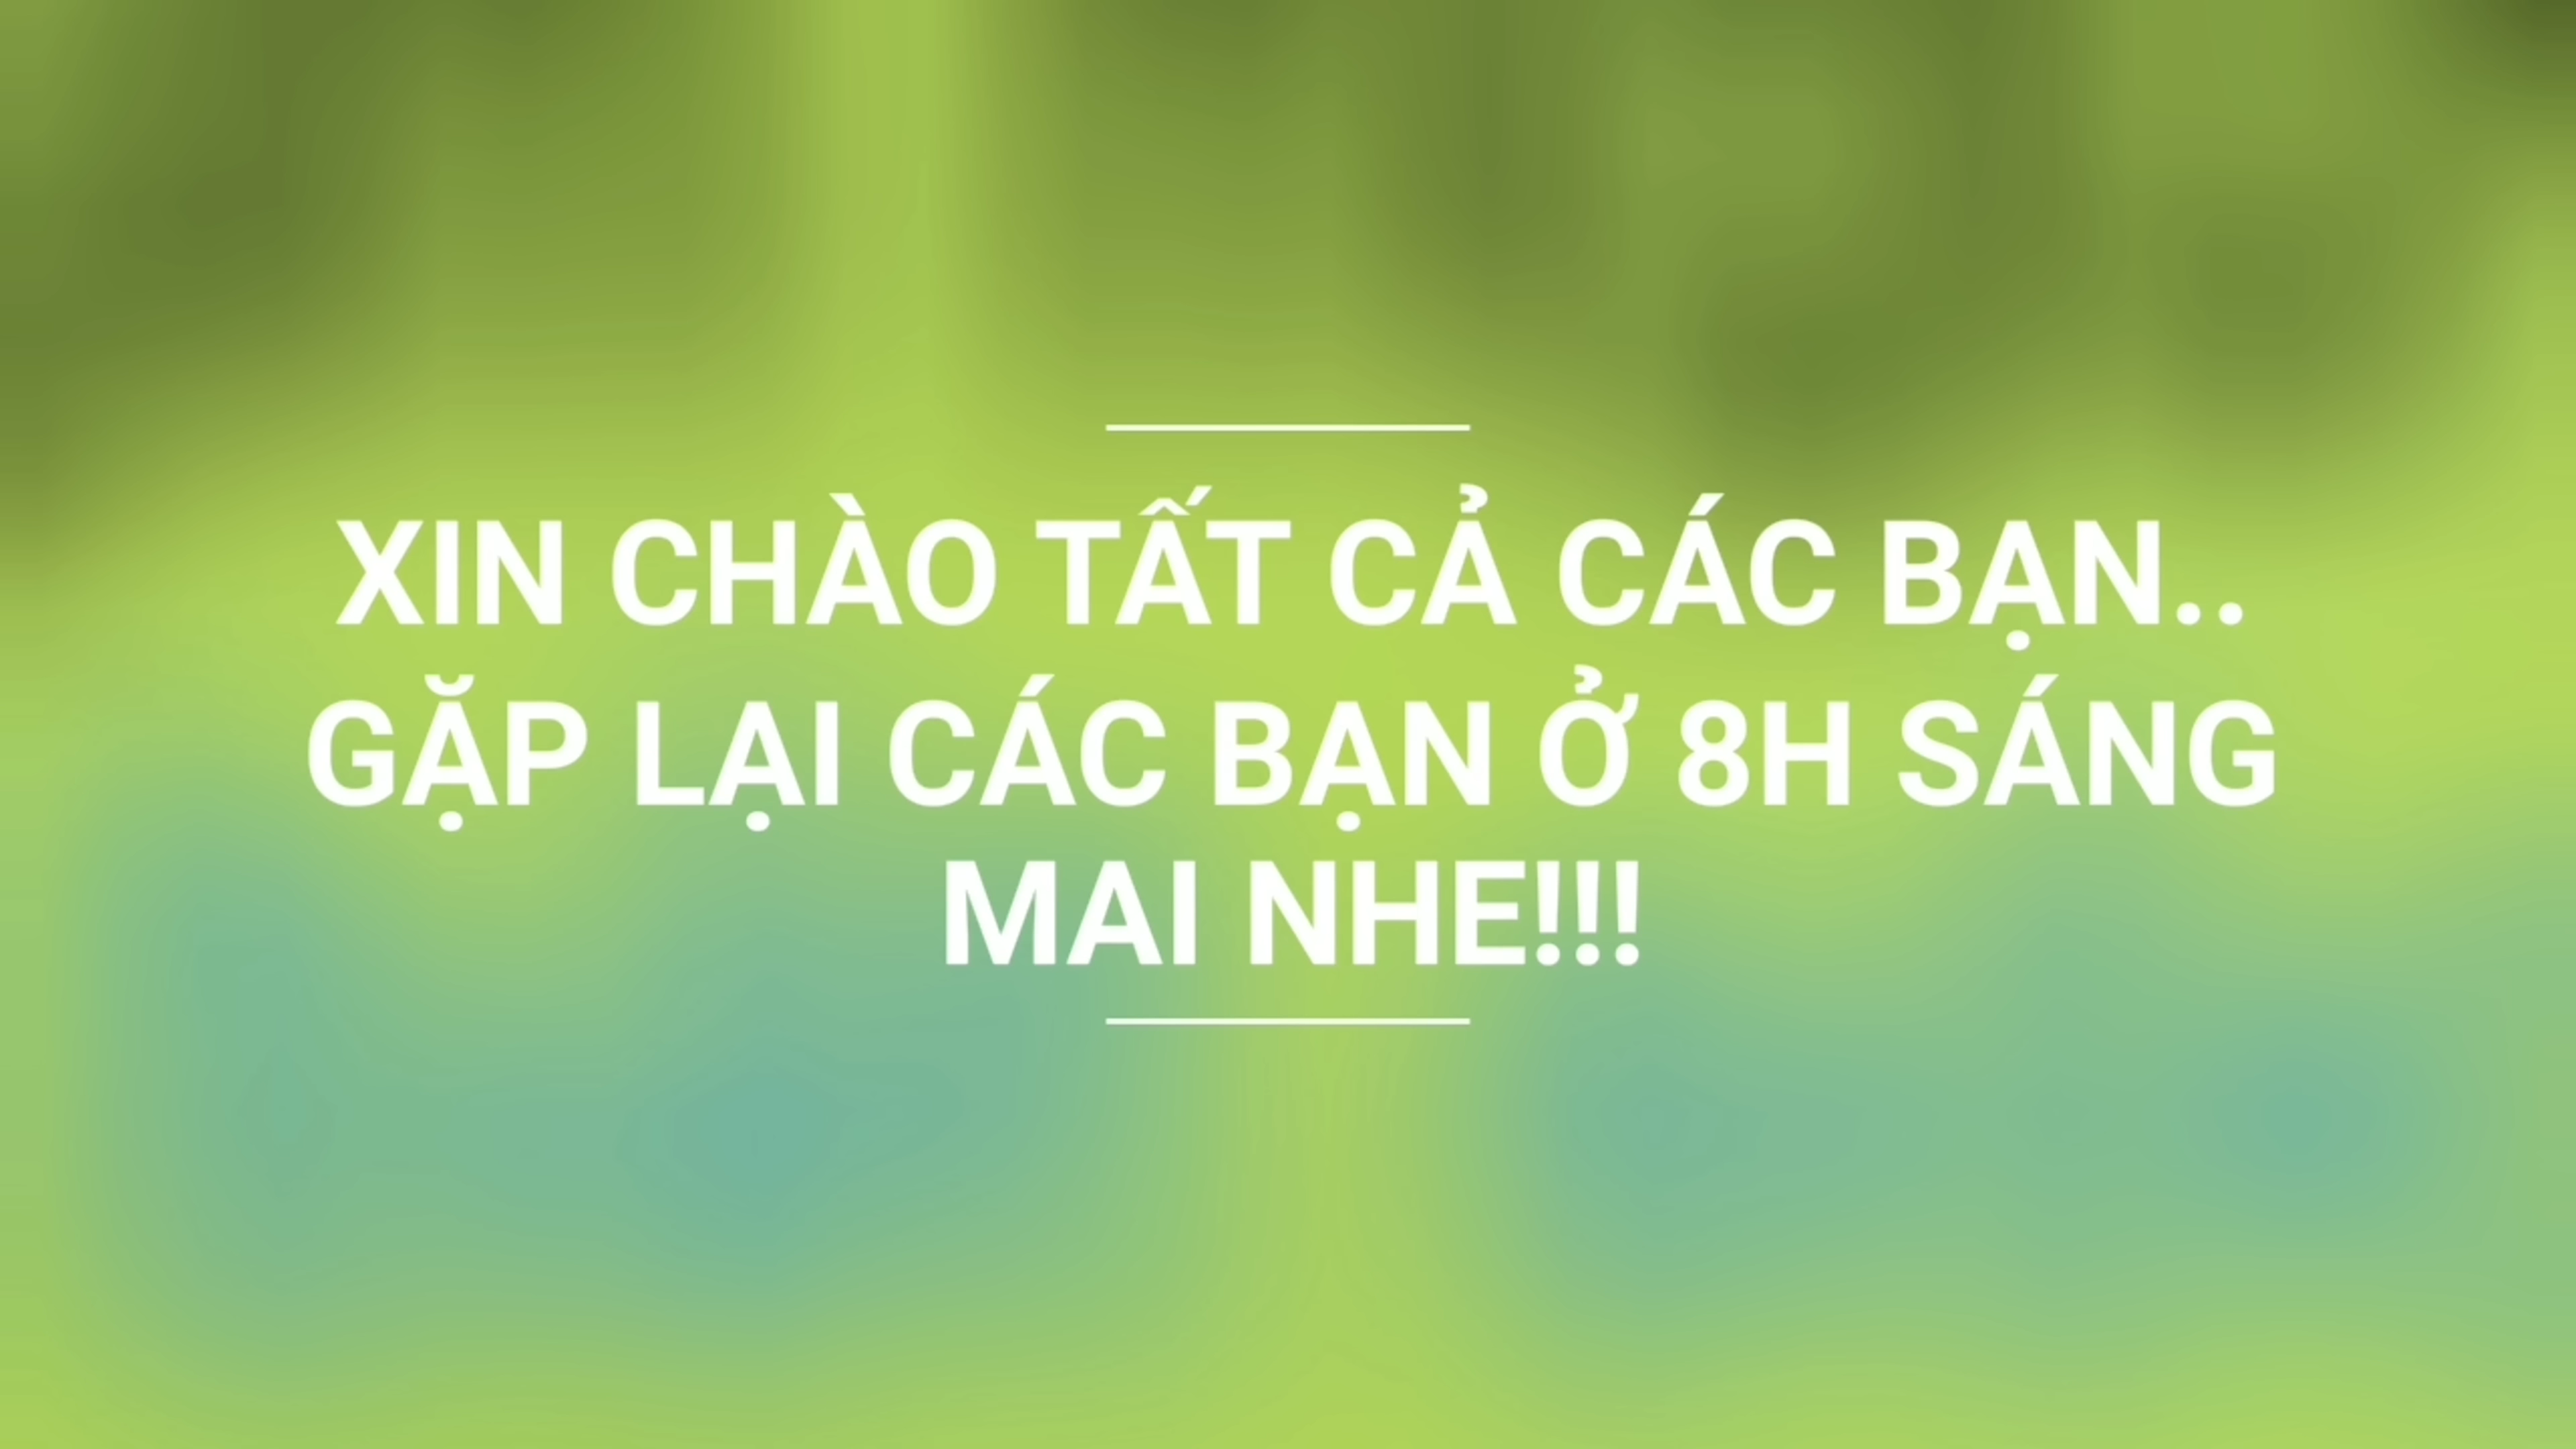 XIN CHÀO TẤT CẢ CÁC BẠN..
GẶP LẠI CÁC BẠN Ở 8H SÁNG
MAI NHE!!!